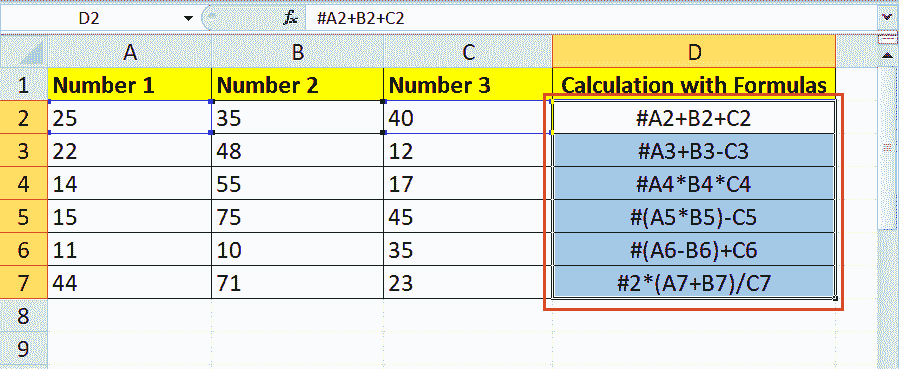 D2 fx #A2+B2+C2
A B C D
1 Number 1 Number 2 Number 3 Calculation with Formulas
2 25 35 40 #A2+B2+C2
3 22 48 12 #A3+B3-C3
4 14 55 17 #A4*B4*C4
5 15 75 45 #(A5*B5)-C5
6 11 10 35 #(A6-B6)+C6
7 44 71 23 #2*(A7+B7)/C7
8
9